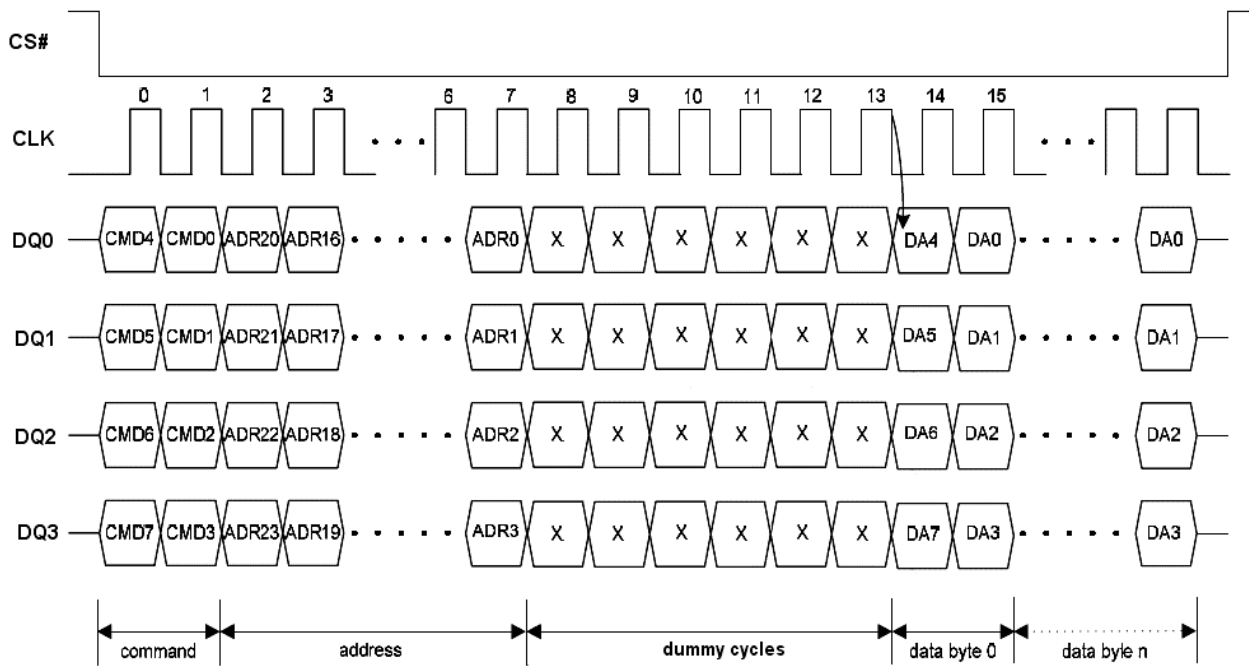 CS#
0 1 2 3 6 7 8 9 10 11 12 13 14 15
CLK
DQ0 CMD4 CMD0 ADR20 ADR16 ADR0 X X X X X X DA4 DA0 DA0
DQ1 CMD5 CMD1 ADR21 ADR17 ADR1 X X X X X X DA5 DA1 DA1
DQ2 CMD6 CMD2 ADR22 ADR18 ADR2 X X X X X X DA6 DA2 DA2
DQ3 CMD7 CMD3 ADR23 ADR19 ADR3 X X X X X X DA7 DA3 DA3
command address dummy cycles data byte 0 data byle n